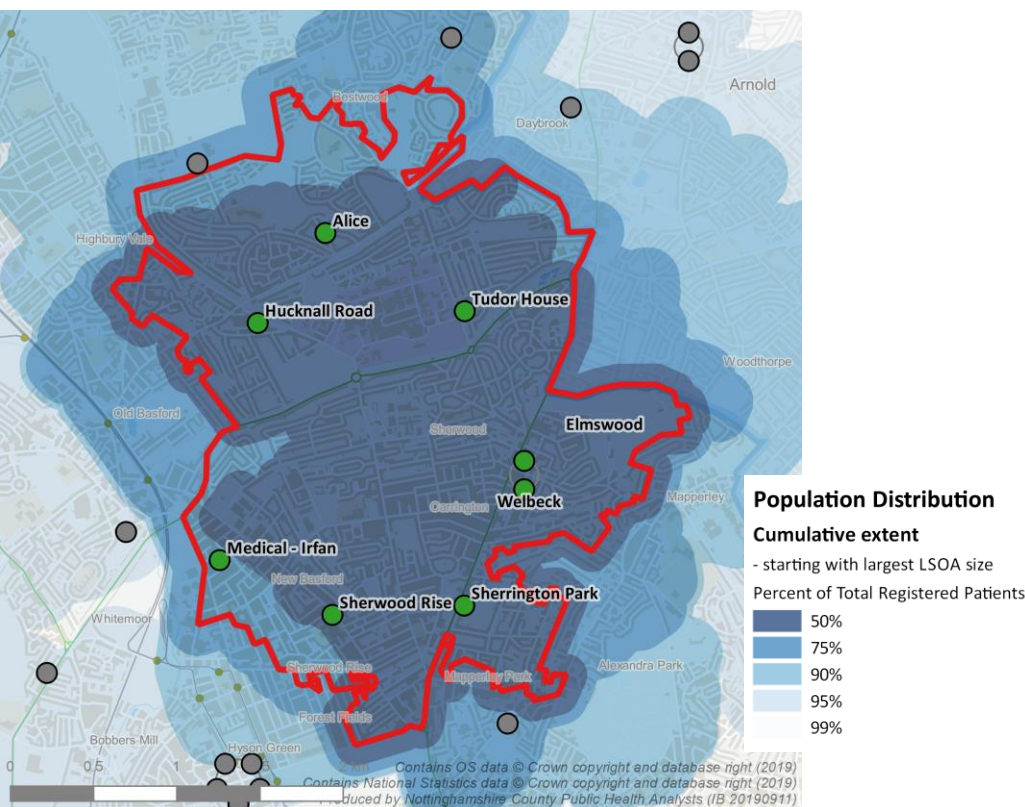 Bestwood
Arnold
Daybrook
Alice
Highbury Vale
Hucknall Road
Tudor House
Woodthorpe
Old Basford
Sherwood
Elmswood
Carrington
Welbeck
Mapperley
Medical - Irfan
New Basford
Sherwood Rise
Sherrington Park
Whitemoor
Sherwood Rise
Mapperley Park
Alexandra Park
Forest Fields
Bobbers Mill
Hyson Green
0 0.5 2 km
Contains OS data © Crown copyright and database right (2019)
Contains National Statistics data © Crown copyright and database right (2019)
Produced by Nottinghamshire County Public Health Analysts (IB 20190911)
Population Distribution
Cumulative extent
- starting with largest LSOA size
Percent of Total Registered Patients
50%
75%
90%
95%
99%